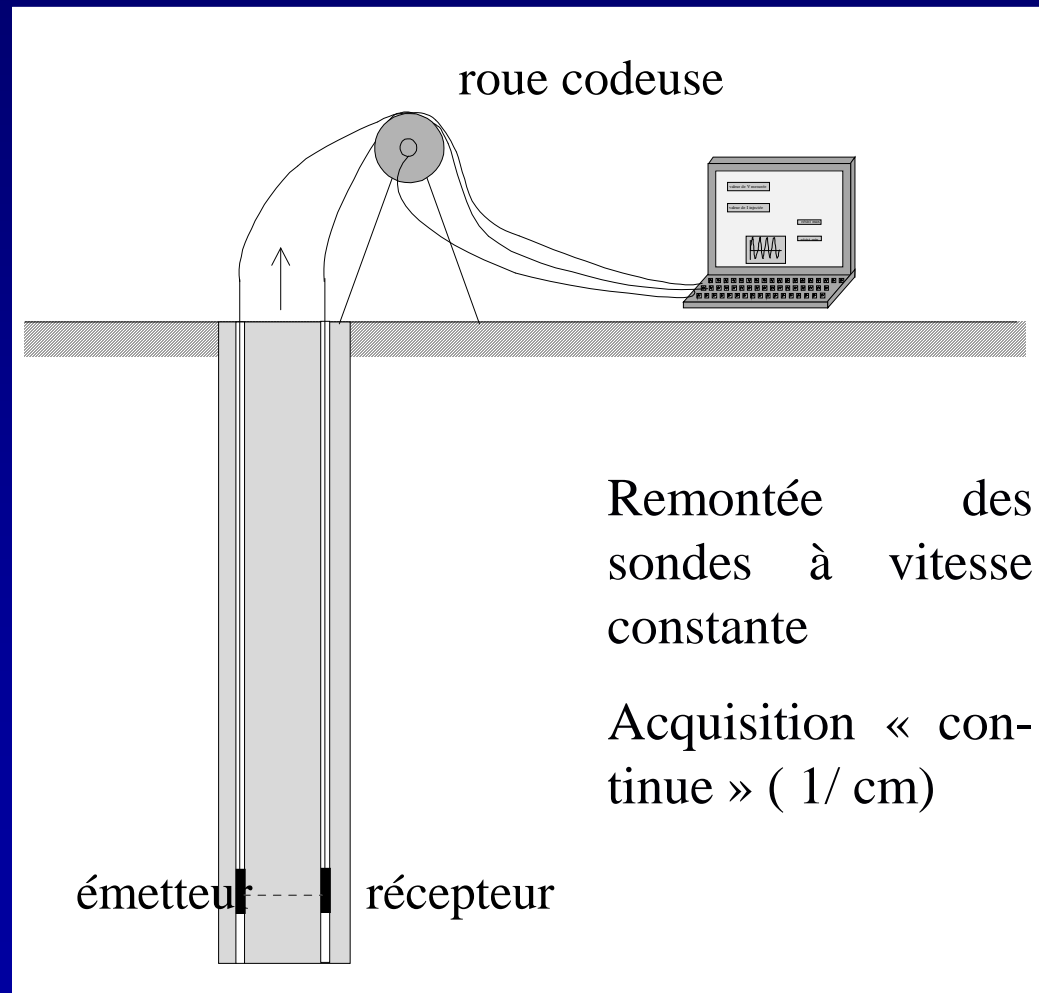 roue codeuse
Remontée des
sondes à vitesse
constante
Acquisition « con-
tinue » ( 1/ cm)
émetteur récepteur